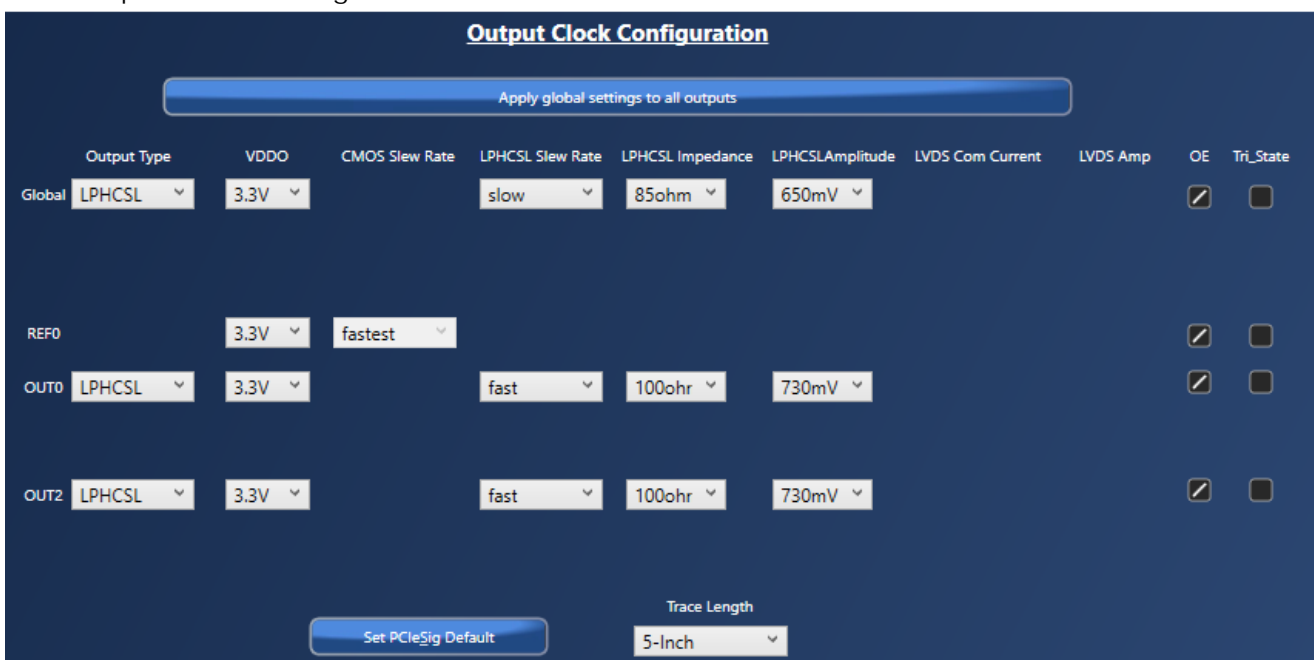 Output Clock Configuration
Apply global settings to all outputs
Output Type VDDO CMOS Slew Rate LPHCSL Slew Rate LPHCSL Impedance LPHCSLAmplitude LVDS Com Current LVDS Amp OE Tri_State
Global LPHCSL 3.3V slow 85ohm 650mV
REF0 3.3V fastest
OUT0 LPHCSL 3.3V fast 100ohr 730mV
OUT2 LPHCSL 3.3V fast 100ohr 730mV
Trace Length
Set PCIeSig Default 5-Inch